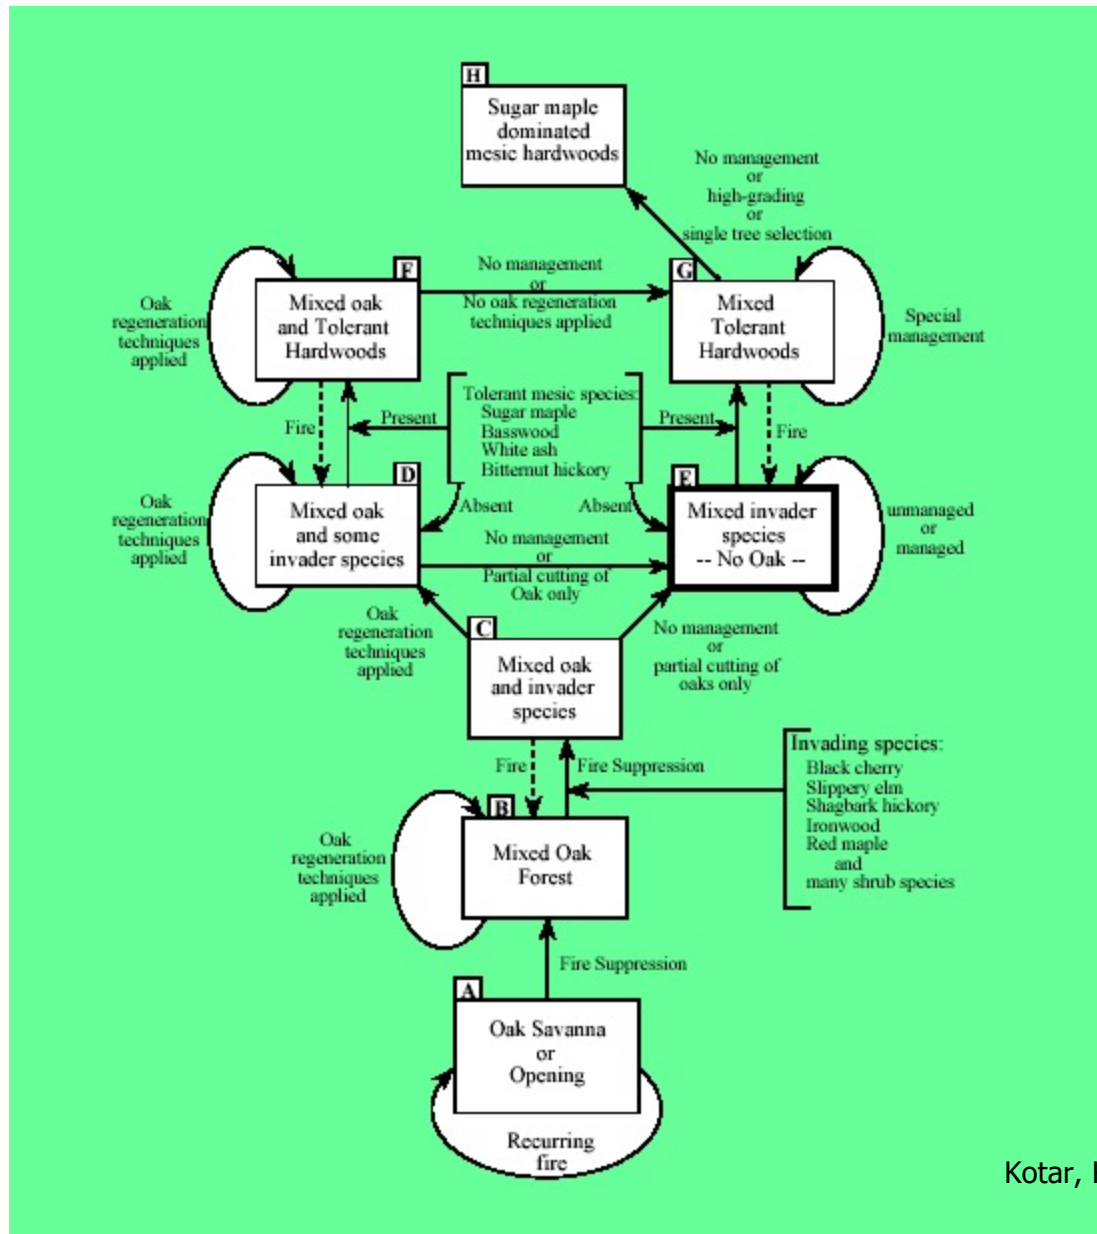 H
Sugar maple
dominated
mesic hardwoods
No management
or
high-grading
or
single tree selection
F
Mixed oak
and Tolerant
Hardwoods
Oak
regeneration
techniques
applied
No management
or
No oak regeneration
techniques applied
G
Mixed
Tolerant
Hardwoods
Special
management
Fire
Present
Tolerant mesic species:
Sugar maple
Basswood
White ash
Bitternut hickory
Present
Fire
Absent
Absent
D
Mixed oak
and some
invader species
Oak
regeneration
techniques
applied
No management
or
Partial cutting of
Oak only
E
Mixed invader
species
-- No Oak --
unmanaged
or
managed
Oak
regeneration
techniques
applied
C
Mixed oak
and invader
species
No management
or
partial cutting of
oaks only
Fire
Fire Suppression
Invading species:
Black cherry
Slippery elm
Shagbark hickory
Ironwood
Red maple
and
many shrub species
B
Mixed Oak
Forest
Oak
regeneration
techniques
applied
Fire Suppression
A
Oak Savanna
or
Opening
Recurring
fire
Kotar,